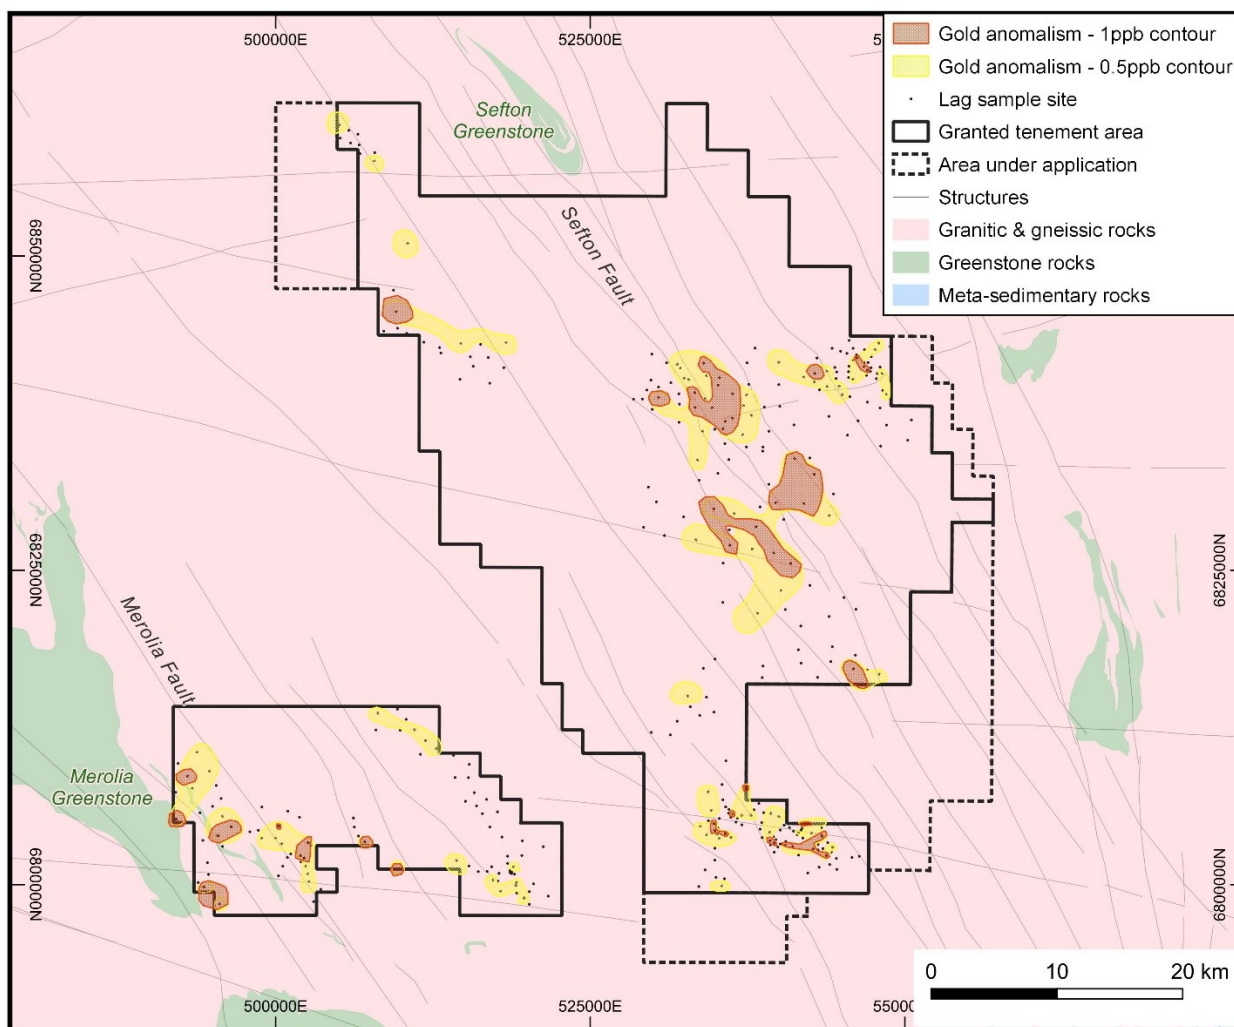 500000E
525000E
5
Gold anomalism - 1ppb contour
Gold anomalism - 0.5ppb contour
Lag sample site
Granted tenement area
Area under application
Structures
Granitic & gneissic rocks
Greenstone rocks
Meta-sedimentary rocks
Sefton
Greenstone
Sefton Fault
6850000N
6825000N
6825000N
Merolia Fault
Merolia
Greenstone
6800000N
6800000N
500000E
525000E
55000
0
10
20 km